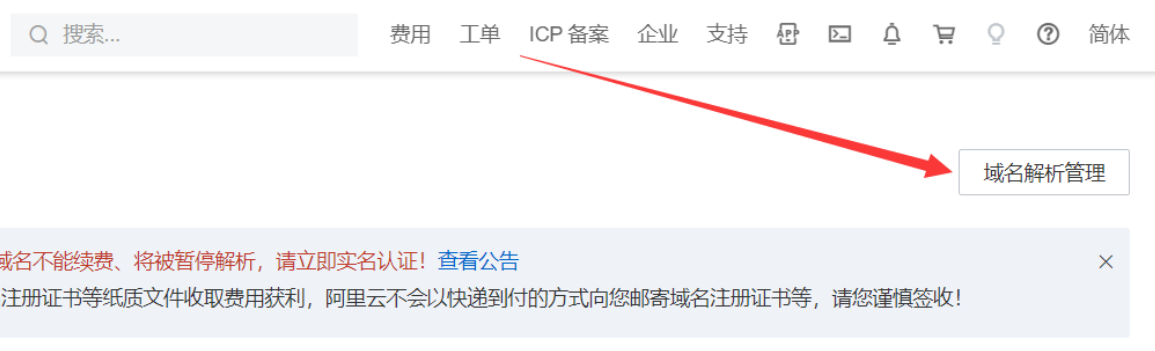 搜索...
费用 工单 ICP 备案 企业 支持 APP 简体
域名解析管理
域名不能续费、将被暂停解析，请立即实名认证！查看公告
注册证书等纸质文件收取费用获利，阿里云不会以快递到付的方式向您邮寄域名注册证书等，请您谨慎签收！